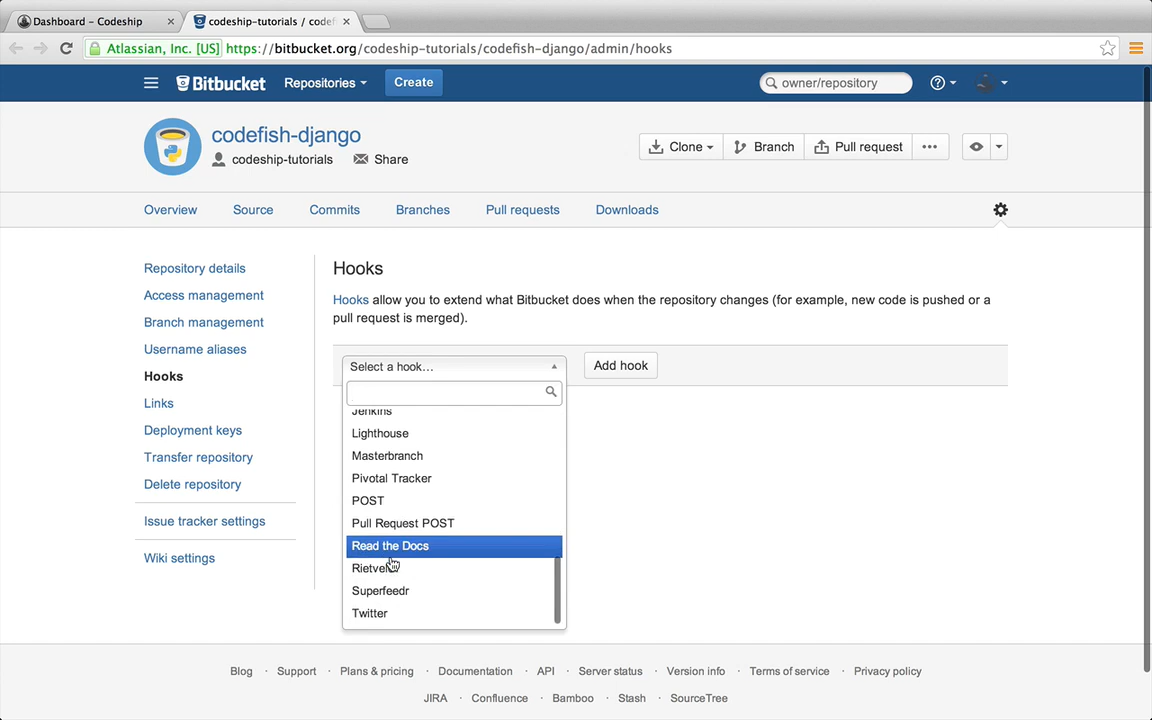 Dashboard - Codeship
codeship-tutorials / codef
Atlassian, Inc. [US] https://bitbucket.org/codeship-tutorials/codefish-django/admin/hooks
Bitbucket Repositories Create owner/repository
codefish-django
codeship-tutorials Share
Clone Branch Pull request
Overview Source Commits Branches Pull requests Downloads
Repository details
Access management
Branch management
Username aliases
Hooks
Links
Deployment keys
Transfer repository
Delete repository
Issue tracker settings
Wiki settings
Hooks
Hooks allow you to extend what Bitbucket does when the repository changes (for example, new code is pushed or a
pull request is merged).
Select a hook... Add hook
Jenkins
Lighthouse
Masterbranch
Pivotal Tracker
POST
Pull Request POST
Read the Docs
Rietveld
Superfeedr
Twitter
Blog · Support · Plans & pricing · Documentation · API · Server status · Version info · Terms of service · Privacy policy
JIRA · Confluence · Bamboo · Stash · SourceTree